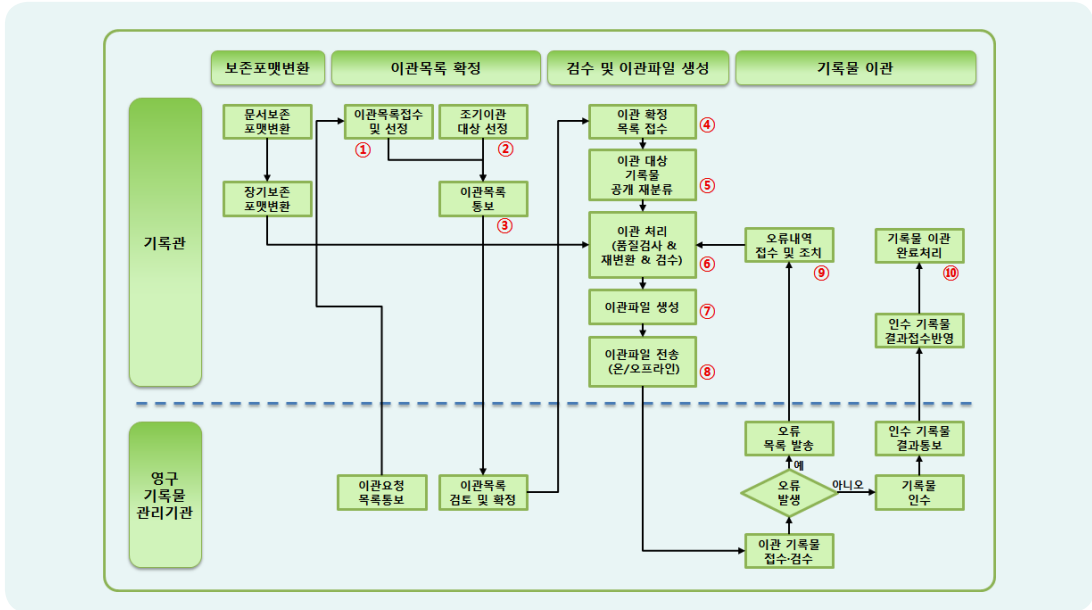 보존포맷변환
이관목록 확정
검수 및 이관파일 생성
기록물 이관
기록관
문서보존
포맷변환
장기보존
포맷변환
이관목록접수
및 선정
①
조기이관
대상 선정
②
이관목록
통보
③
이관 확정
목록 접수
④
이관 대상
기록물
공개 재분류
⑤
이관 처리
(품질검사 &
재변환 & 검수)
⑥
이관파일 생성
⑦
이관파일 전송
(온/오프라인)
⑧
오류내역
접수 및 조치
⑨
기록물 이관
완료처리
⑩
인수 기록물
결과접수반영
영구
기록물
관리기관
이관요청
목록통보
이관목록
검토 및 확정
오류
목록 발송
예
오류
발생
아니오
이관 기록물
접수·검수
기록물
인수
인수 기록물
결과통보